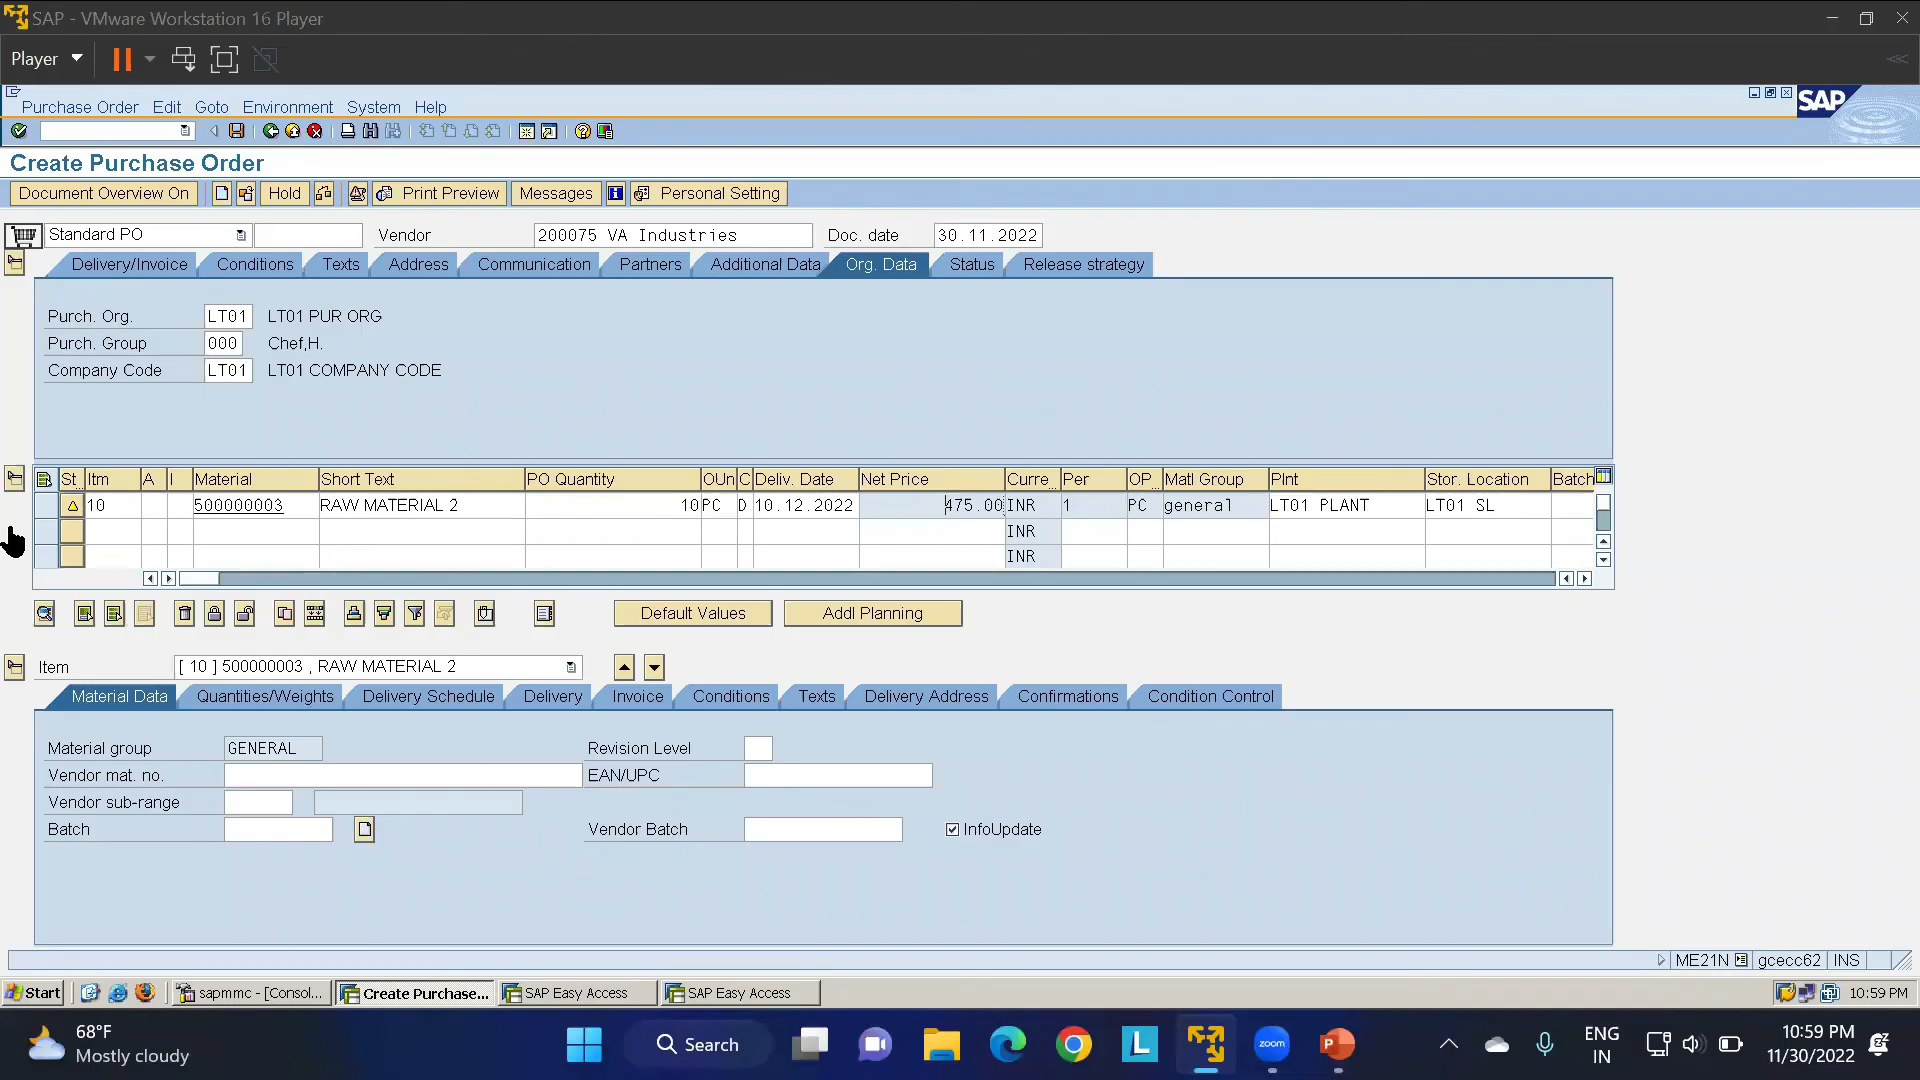 SAP - VMware Workstation 16 Player
Player
Purchase Order Edit Goto Environment System Help
SAP
Create Purchase Order
Document Overview On Hold Print Preview Messages Personal Setting
Standard PO Vendor 200075 VA Industries Doc. date 30.11.2022
Delivery/Invoice Conditions Texts Address Communication Partners Additional Data Org. Data Status Release strategy
Purch. Org. LT01 LT01 PUR ORG
Purch. Group 000 Chef,H.
Company Code LT01 LT01 COMPANY CODE
St Itm A I Material Short Text PO Quantity OUn C Deliv. Date Net Price Curre... Per OP... Matl Group Plnt Stor. Location Batch
10 500000003 RAW MATERIAL 2 10 PC D 10.12.2022 475.00 INR 1 PC general LT01 PLANT LT01 SL
INR
INR
Default Values Addl Planning
Item [ 10 ] 500000003 , RAW MATERIAL 2
Material Data Quantities/Weights Delivery Schedule Delivery Invoice Conditions Texts Delivery Address Confirmations Condition Control
Material group GENERAL Revision Level
Vendor mat. no. EAN/UPC
Vendor sub-range
Batch Vendor Batch InfoUpdate
ME21N gcecc62 INS
Start sapmmc - [Consol... Create Purchase... SAP Easy Access SAP Easy Access 10:59 PM
68°F
Mostly cloudy
Search
L
zoom
P
ENG
IN
10:59 PM
11/30/2022